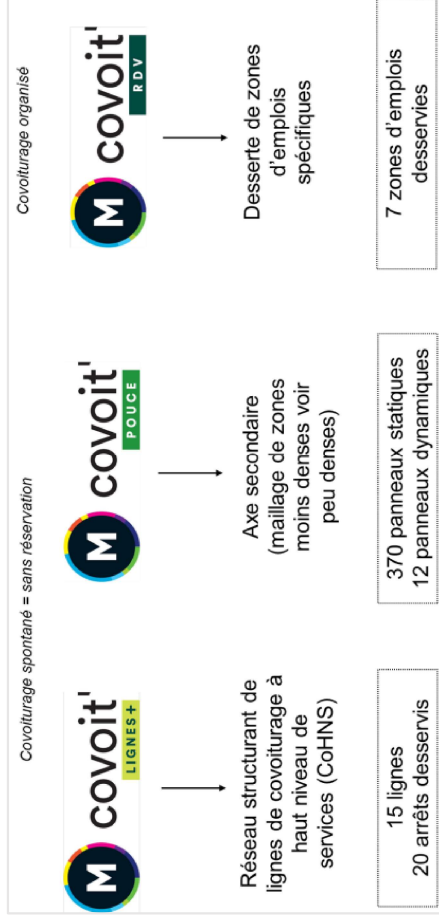 Covoiturage spontané = sans réservation
Covoiturage organisé
M covoit'
LIGNES+
M covoit'
POUCE
M covoit'
RDV
Réseau structurant de
lignes de covoiturage à
haut niveau de
services (CoHNS)
Axe secondaire
(maillage de zones
moins denses voir
peu denses)
Desserte de zones
d'emplois
spécifiques
15 lignes
20 arrêts desservis
370 panneaux statiques
12 panneaux dynamiques
7 zones d'emplois
desservies